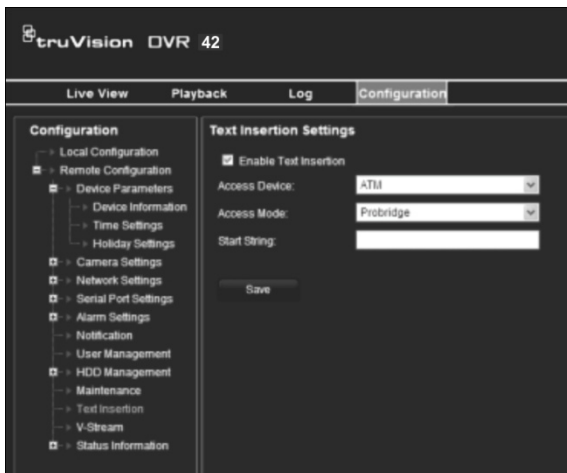 truVision DVR 42
Live View Playback Log Configuration
Configuration
Local Configuration
Remote Configuration
Device Parameters
Device Information
Time Settings
Holiday Settings
Camera Settings
Network Settings
Serial Port Settings
Alarm Settings
Notification
User Management
HDD Management
Maintenance
Text Insertion
V-Stream
Status Information
Text Insertion Settings
Enable Text Insertion
Access Device: ATM
Access Mode: Probridge
Start String:
Save